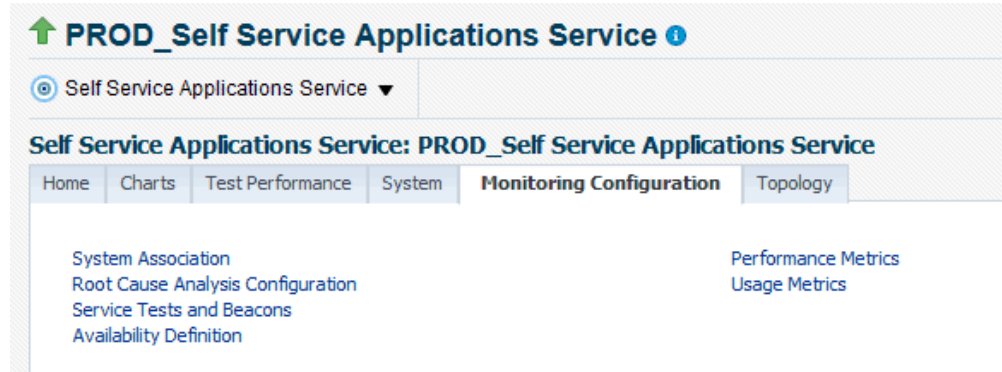 PROD_Self Service Applications Service
Self Service Applications Service
Self Service Applications Service: PROD_Self Service Applications Service
Home Charts Test Performance System Monitoring Configuration Topology
System Association Performance Metrics
Root Cause Analysis Configuration Usage Metrics
Service Tests and Beacons
Availability Definition